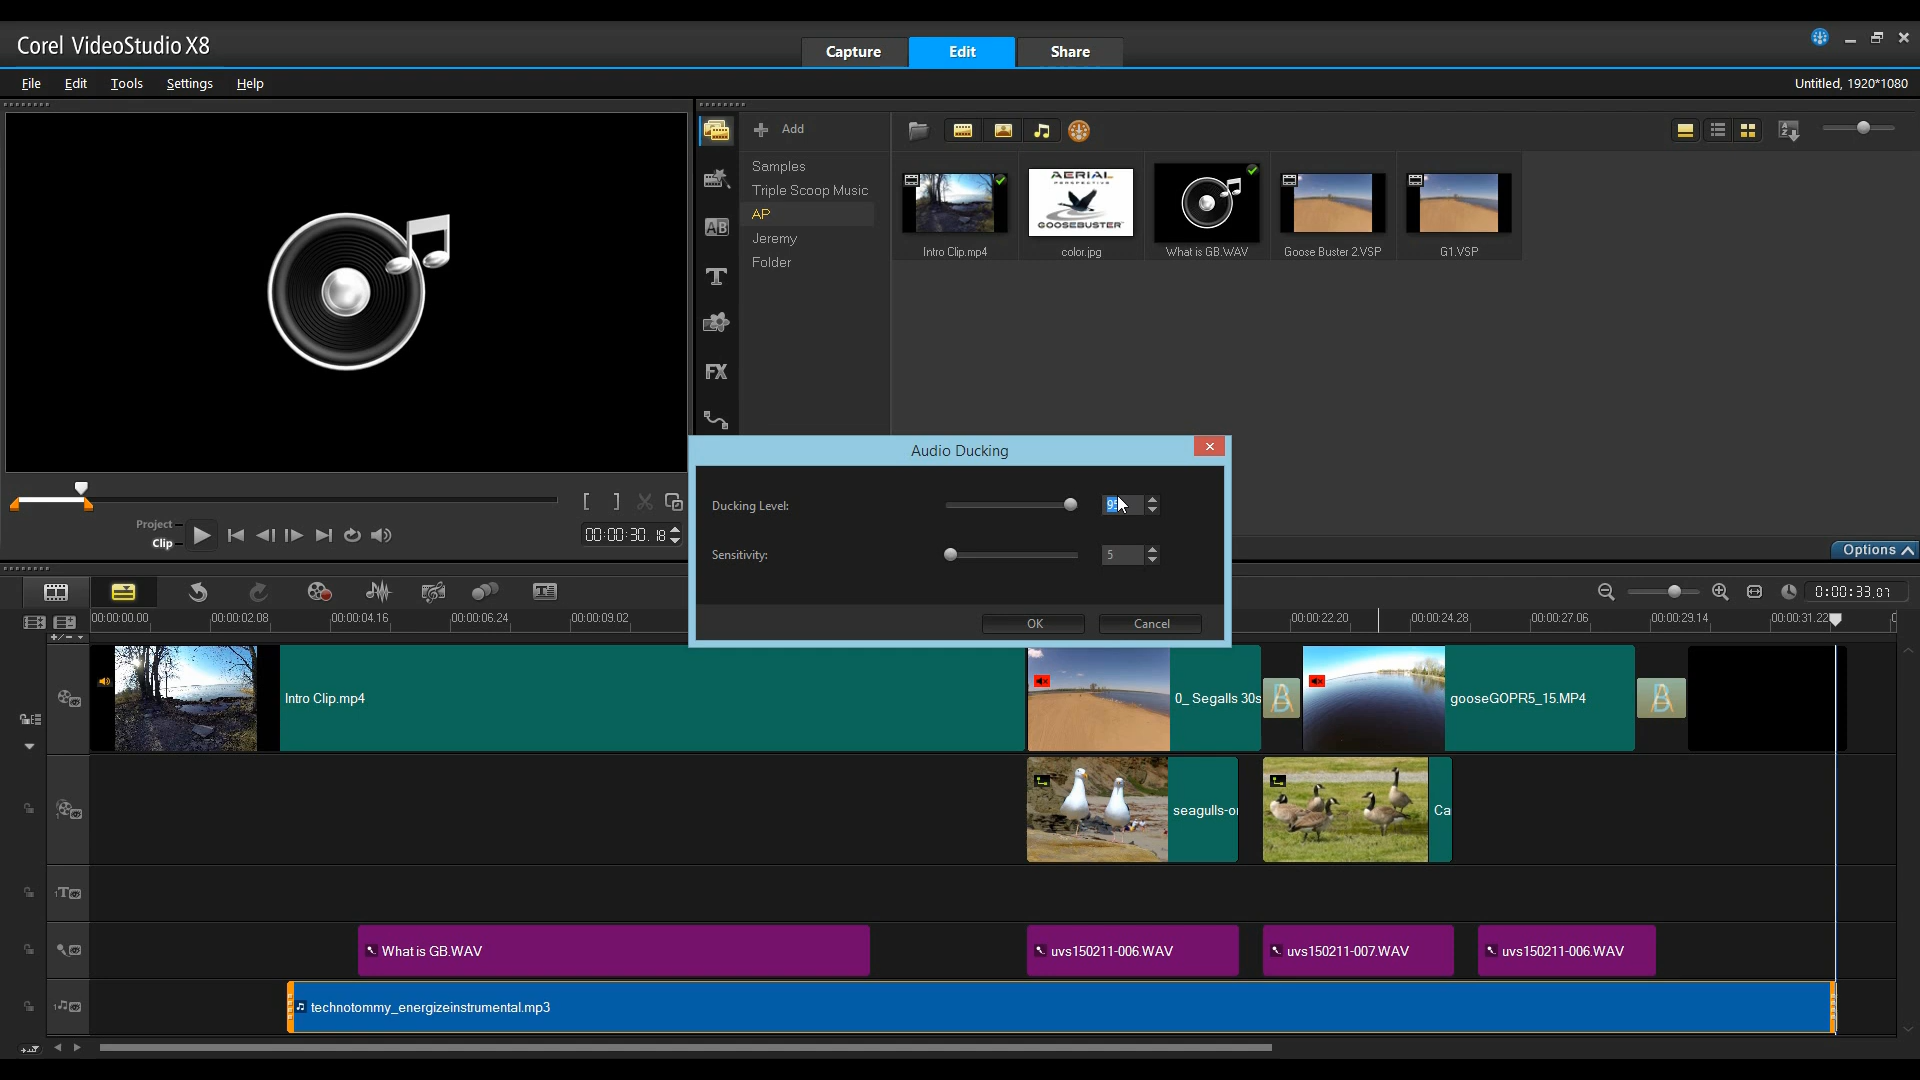 Corel VideoStudio X8
Capture
Edit
Share
File
Edit
Tools
Settings
Help
Untitled, 1920*1080
Add
Samples
Triple Scoop Music
AP
Jeremy
Folder
AERIAL
PERSPECTIVE
GOOSEBUSTER
Intro Clip.mp4
color.jpg
What is GB.WAV
Goose Buster 2.VSP
G1.VSP
AB
T
FX
Audio Ducking
Ducking Level:
Sensitivity:
5
OK
Cancel
Project
Clip
00:00:30.18
Options
0:00:33.01
00:00:00.00
00:00:02.08
00:00:04.16
00:00:06.24
00:00:09.02
00:00:22.20
00:00:24.28
00:00:27.06
00:00:29.14
00:00:31.22
Intro Clip.mp4
0_ Segalls 30s
gooseGOPR5_15.MP4
seagulls-o
Ca
What is GB.WAV
uvs150211-006.WAV
uvs150211-007.WAV
uvs150211-006.WAV
technotommy_energizeinstrumental.mp3